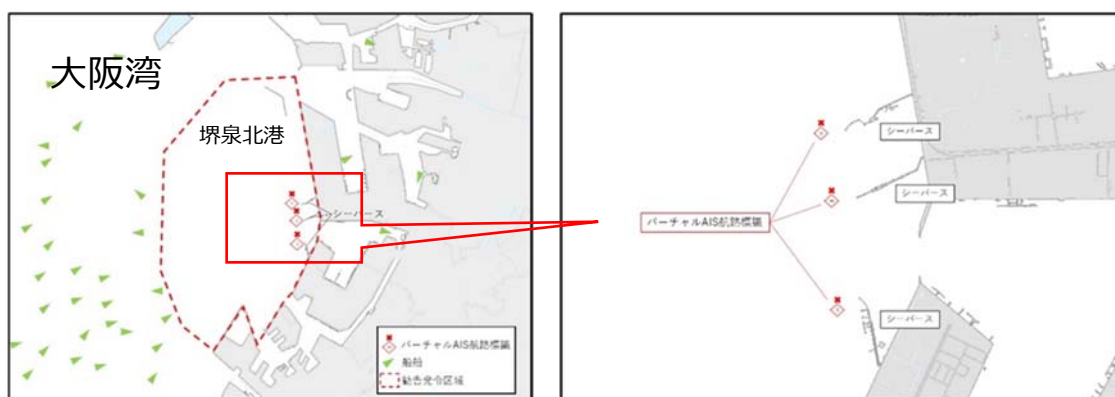 大阪湾
堺泉北港
シーバース
バーチャルAIS航路標識
船舶
勧告発令区域
シーバース
シーバース
バーチャルAIS航路標識
シーバース